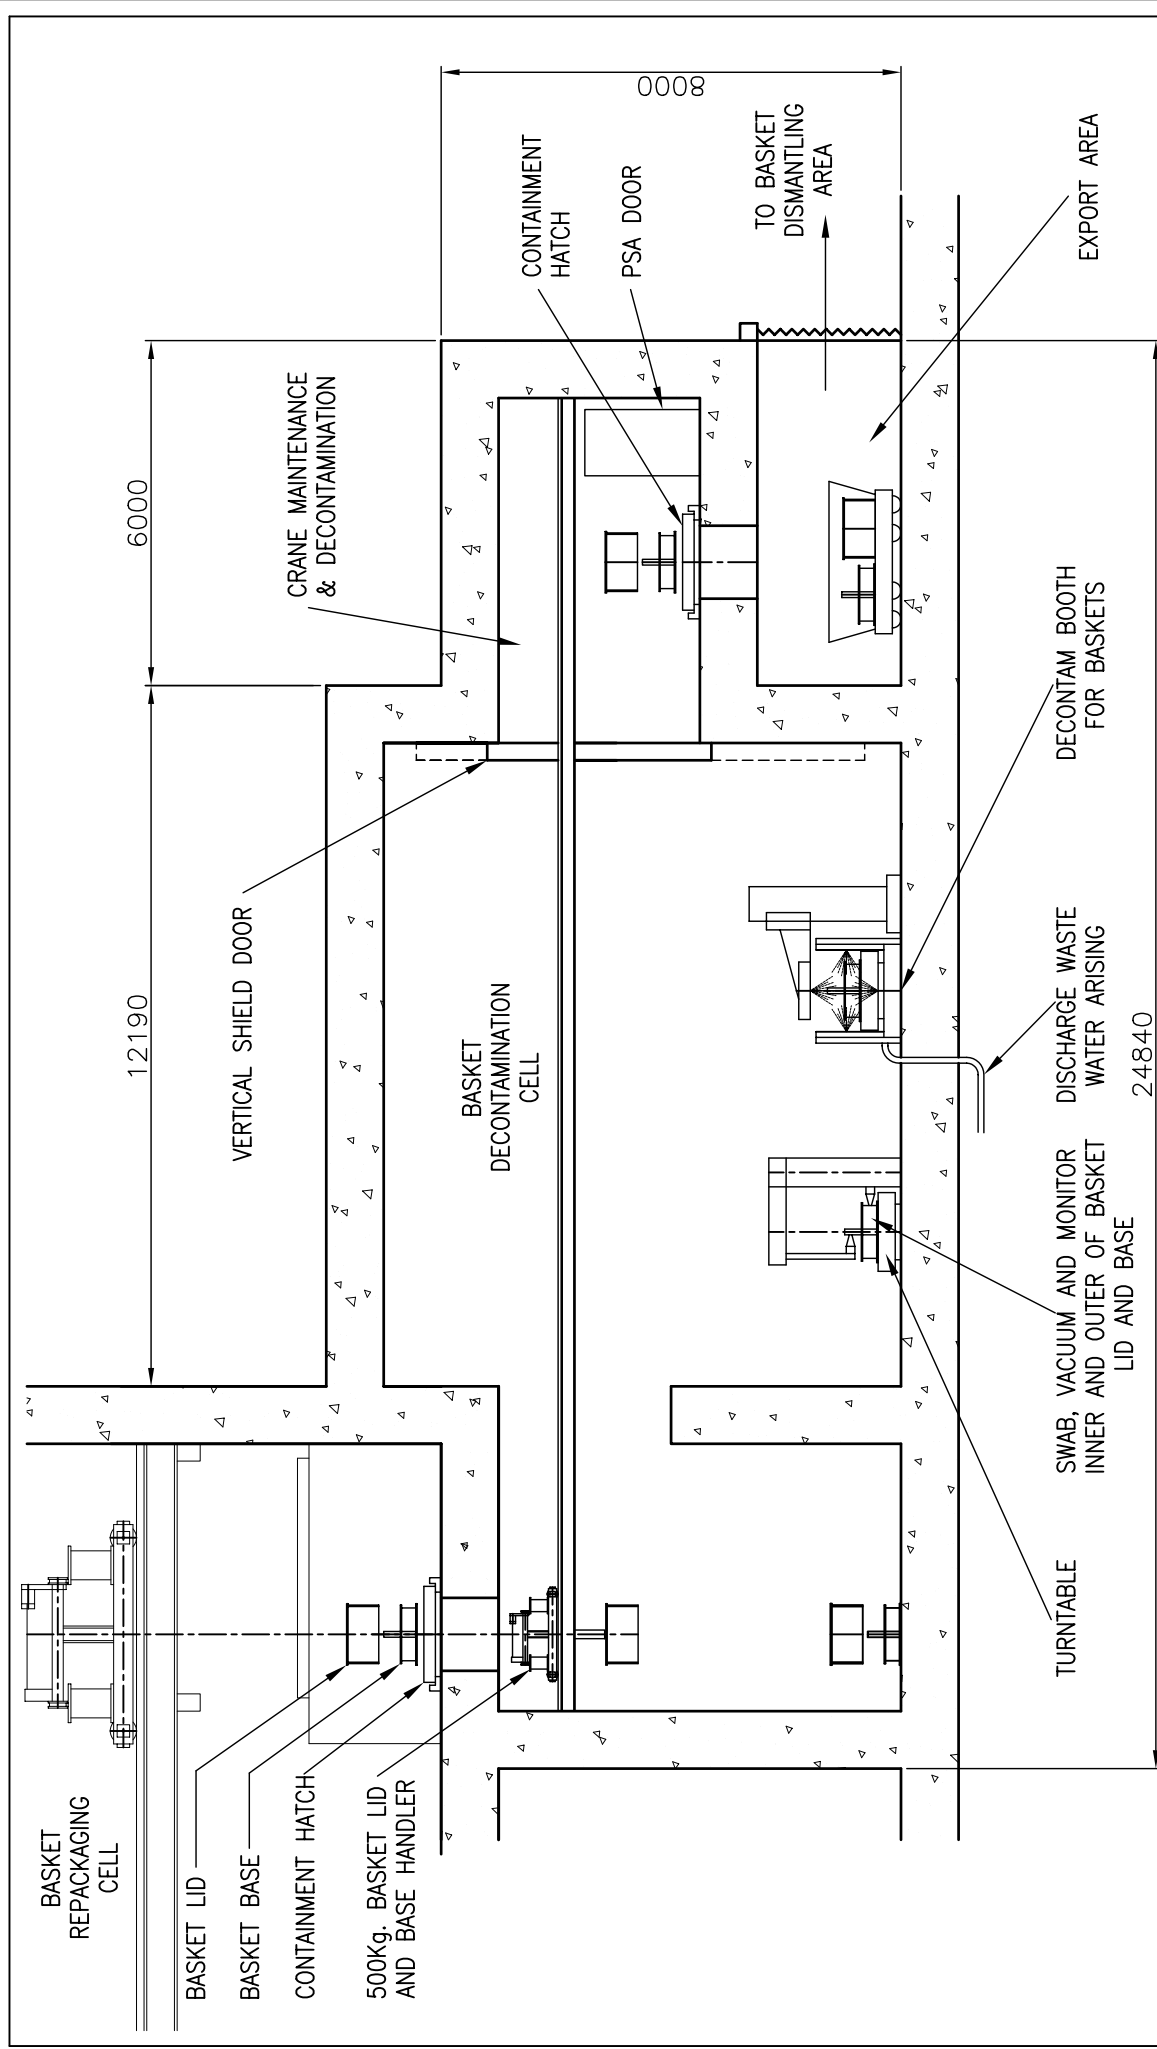 BASKET
REPACKAGING
CELL
BASKET LID
BASKET BASE
CONTAINMENT HATCH
500Kg. BASKET LID
AND BASE HANDLER
12190
6000
VERTICAL SHIELD DOOR
CRANE MAINTENANCE
& DECONTAMINATION
BASKET
DECONTAMINATION
CELL
CONTAINMENT
HATCH
PSA DOOR
8000
TO BASKET
DISMANTLING
AREA
TURNTABLE
SWAB, VACUUM AND MONITOR
INNER AND OUTER OF BASKET
LID AND BASE
DISCHARGE WASTE
WATER ARISING
DECONTAM BOOTH
FOR BASKETS
EXPORT AREA
24840